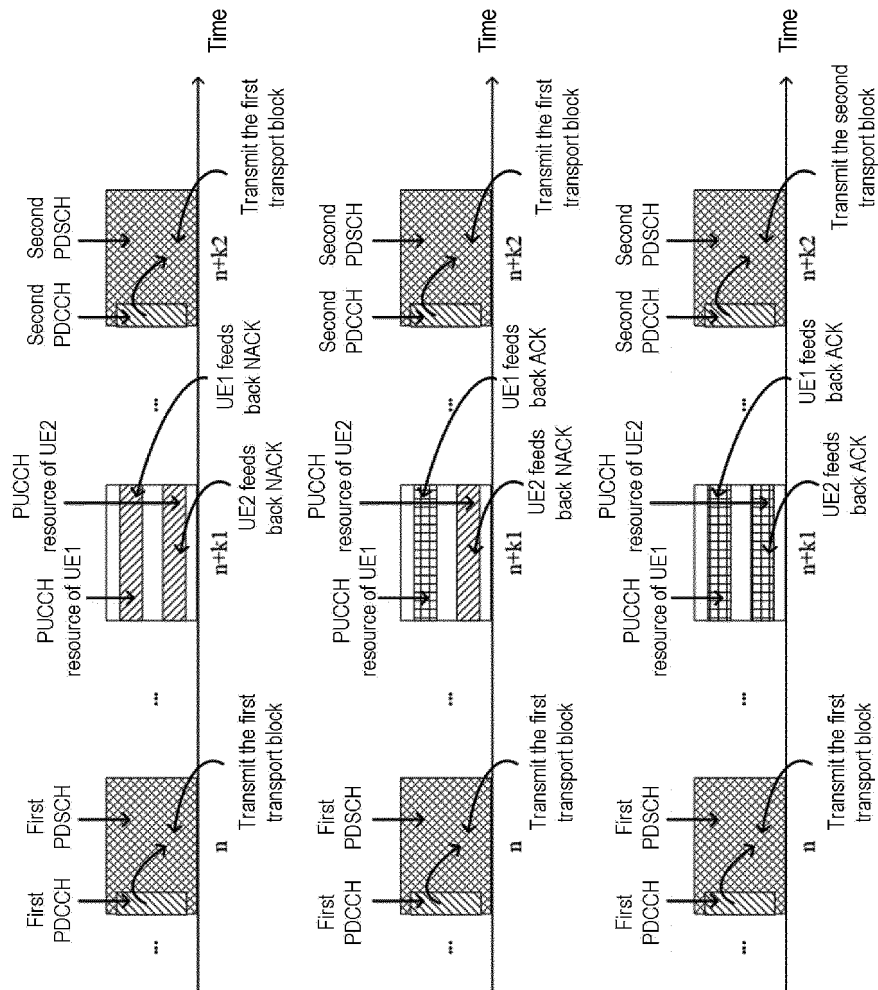 First
PDCCH
First
PDSCH
PUCCH
resource of UE1
PUCCH
resource of UE2
Second
PDCCH
Second
PDSCH
...
...
...
Time
n
n+k1
n+k2
Transmit the first
transport block
UE2 feeds
back NACK
UE1 feeds
back NACK
Transmit the first
transport block
First
PDCCH
First
PDSCH
PUCCH
resource of UE1
PUCCH
resource of UE2
Second
PDCCH
Second
PDSCH
...
...
...
Time
n
n+k1
n+k2
Transmit the first
transport block
UE2 feeds
back NACK
UE1 feeds
back ACK
Transmit the first
transport block
First
PDCCH
First
PDSCH
PUCCH
resource of UE1
PUCCH
resource of UE2
Second
PDCCH
Second
PDSCH
...
...
...
Time
n
n+k1
n+k2
Transmit the first
transport block
UE2 feeds
back ACK
UE1 feeds
back ACK
Transmit the second
transport block